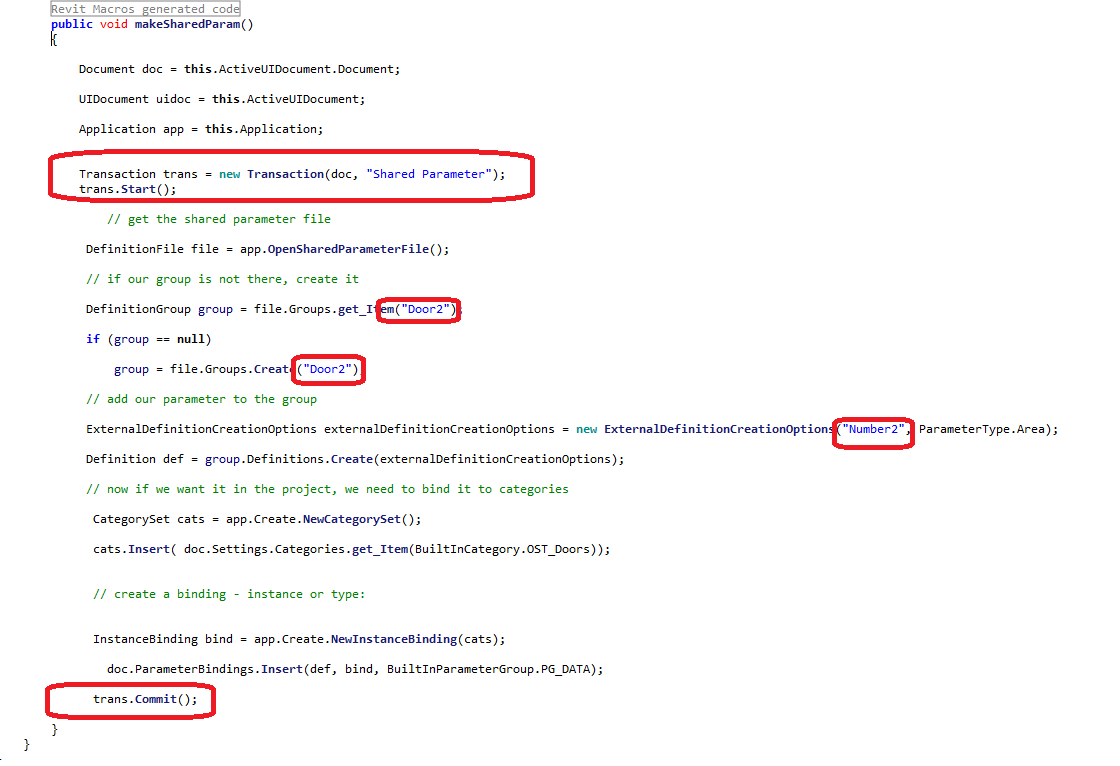 Revit Macros generated code
public void makeSharedParam()
{
Document doc = this.ActiveUIDocument.Document;
UIDocument uidoc = this.ActiveUIDocument;
Application app = this.Application;
Transaction trans = new Transaction(doc, "Shared Parameter");
trans.Start();
// get the shared parameter file
DefinitionFile file = app.OpenSharedParameterFile();
// if our group is not there, create it
DefinitionGroup group = file.Groups.get_Item("Door2");
if (group == null)
group = file.Groups.Create("Door2")
// add our parameter to the group
ExternalDefinitionCreationOptions externalDefinitionCreationOptions = new ExternalDefinitionCreationOptions("Number2", ParameterType.Area);
Definition def = group.Definitions.Create(externalDefinitionCreationOptions);
// now if we want it in the project, we need to bind it to categories
CategorySet cats = app.Create.NewCategorySet();
cats.Insert( doc.Settings.Categories.get_Item(BuiltInCategory.OST_Doors));
// create a binding - instance or type:
InstanceBinding bind = app.Create.NewInstanceBinding(cats);
doc.ParameterBindings.Insert(def, bind, BuiltInParameterGroup.PG_DATA);
trans.Commit();
}
}